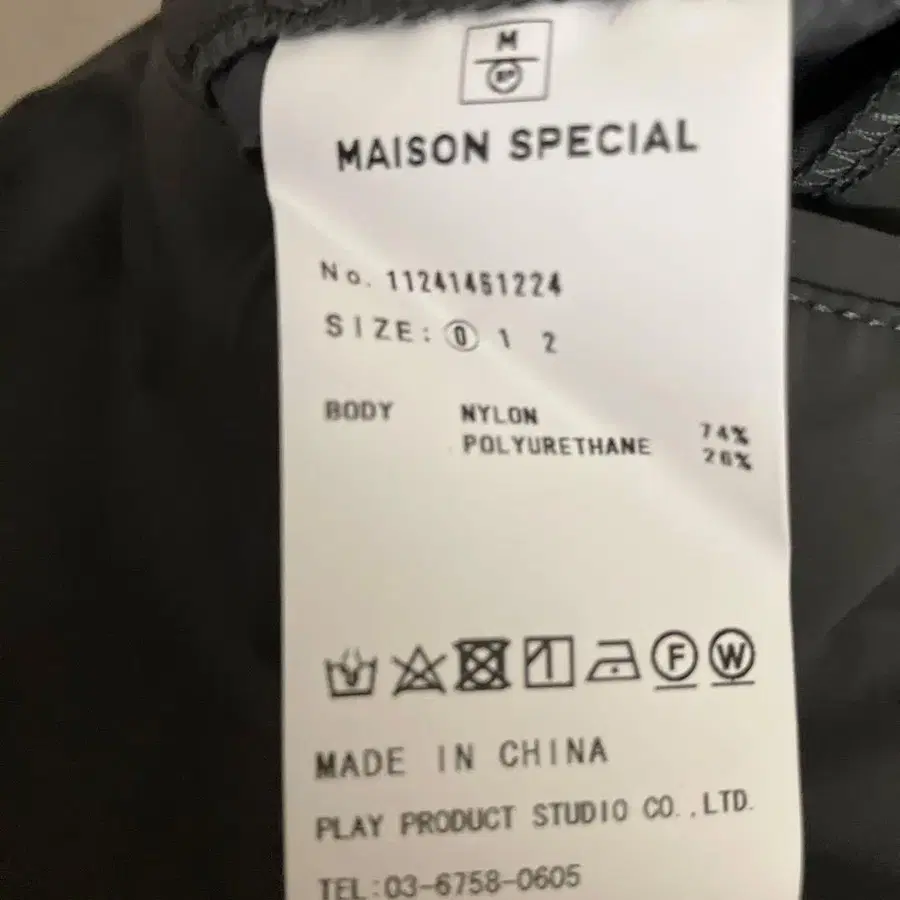 M
SP
MAISON SPECIAL
No. 11241461224
SIZE: 0 1 2
BODY NYLON 74%
POLYURETHANE 26%
F W
MADE IN CHINA
PLAY PRODUCT STUDIO CO.,LTD.
TEL:03-6758-0605